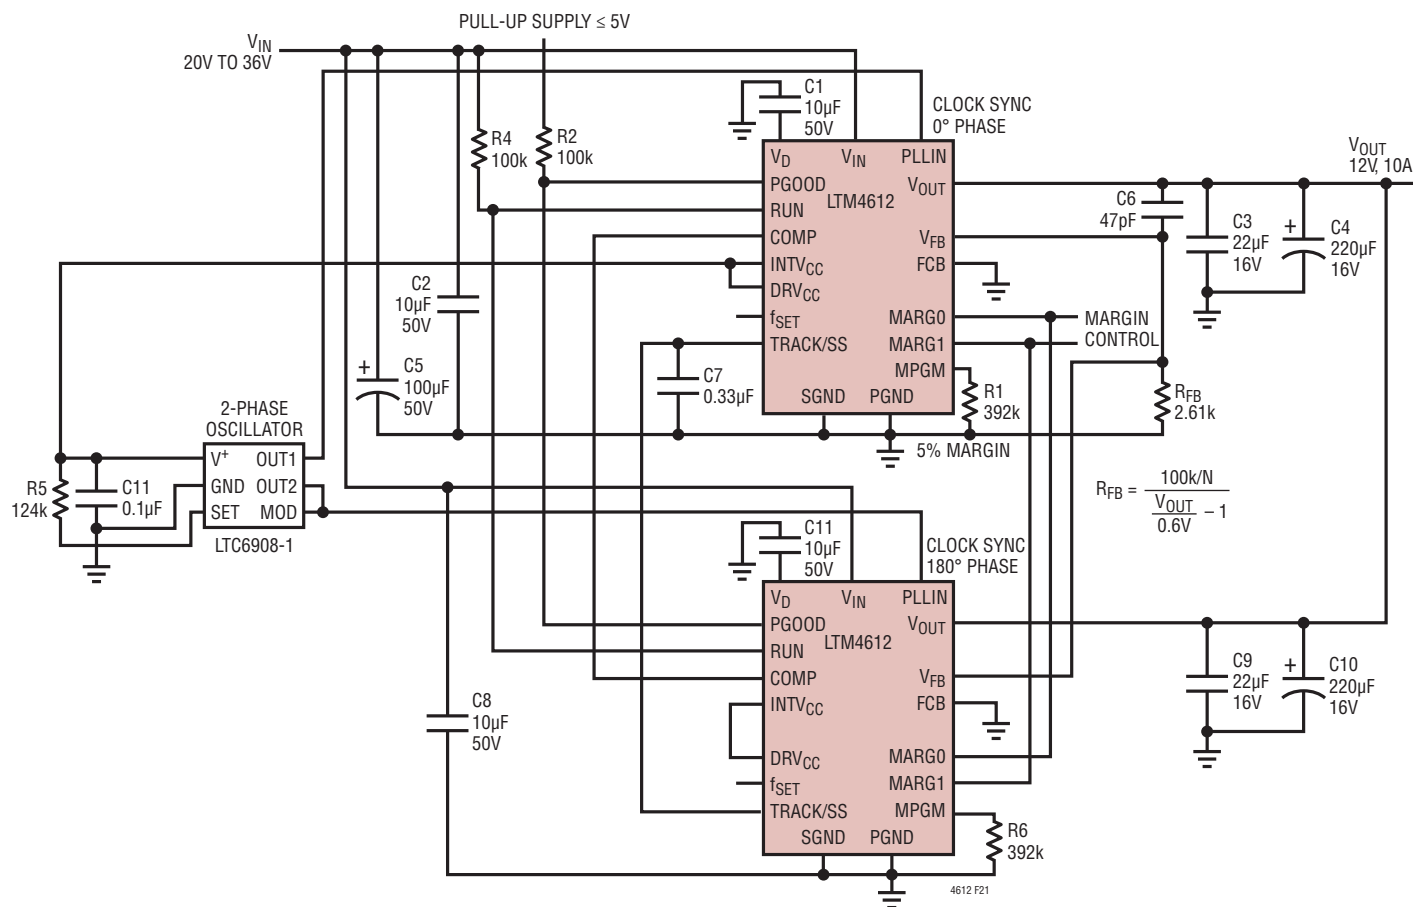 PULL-UP SUPPLY ≤ 5V
VIN
20V TO 36V
C1
10µF
50V
CLOCK SYNC
0° PHASE
R4
100k
R2
100k
VD
VIN
PLLIN
PGOOD
RUN
COMP
INTVCC
DRVCC
fSET
TRACK/SS
LTM4612
VOUT
VFB
FCB
MARG0
MARG1
MPGM
SGND
PGND
VOUT
12V, 10A
C6
47pF
C3
22µF
16V
C4
220µF
16V
C2
10µF
50V
C5
100µF
50V
C7
0.33µF
MARGIN
CONTROL
R1
392k
RFB
2.61k
5% MARGIN
2-PHASE
OSCILLATOR
V+
OUT1
GND
OUT2
SET
MOD
LTC6908-1
R5
124k
C11
0.1µF
RFB = 100k/N
VOUT
0.6V – 1
C11
10µF
50V
CLOCK SYNC
180° PHASE
VD
VIN
PLLIN
PGOOD
RUN
COMP
INTVCC
DRVCC
fSET
TRACK/SS
LTM4612
VOUT
VFB
FCB
MARG0
MARG1
MPGM
SGND
PGND
C8
10µF
50V
C9
22µF
16V
C10
220µF
16V
R6
392k
4612 F21